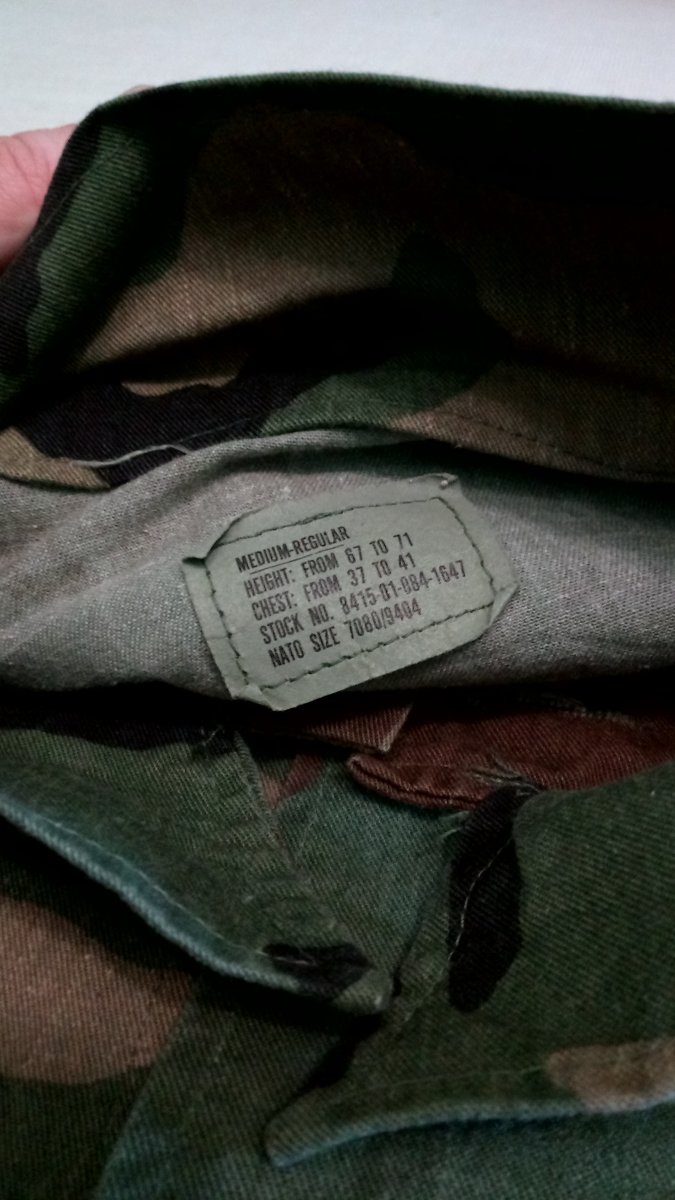 MEDIUM-REGULAR
HEIGHT: FROM 67 TO 71
CHEST: FROM 37 TO 41
STOCK NO. 8415-01-084-1647
NATO SIZE 7080/9404